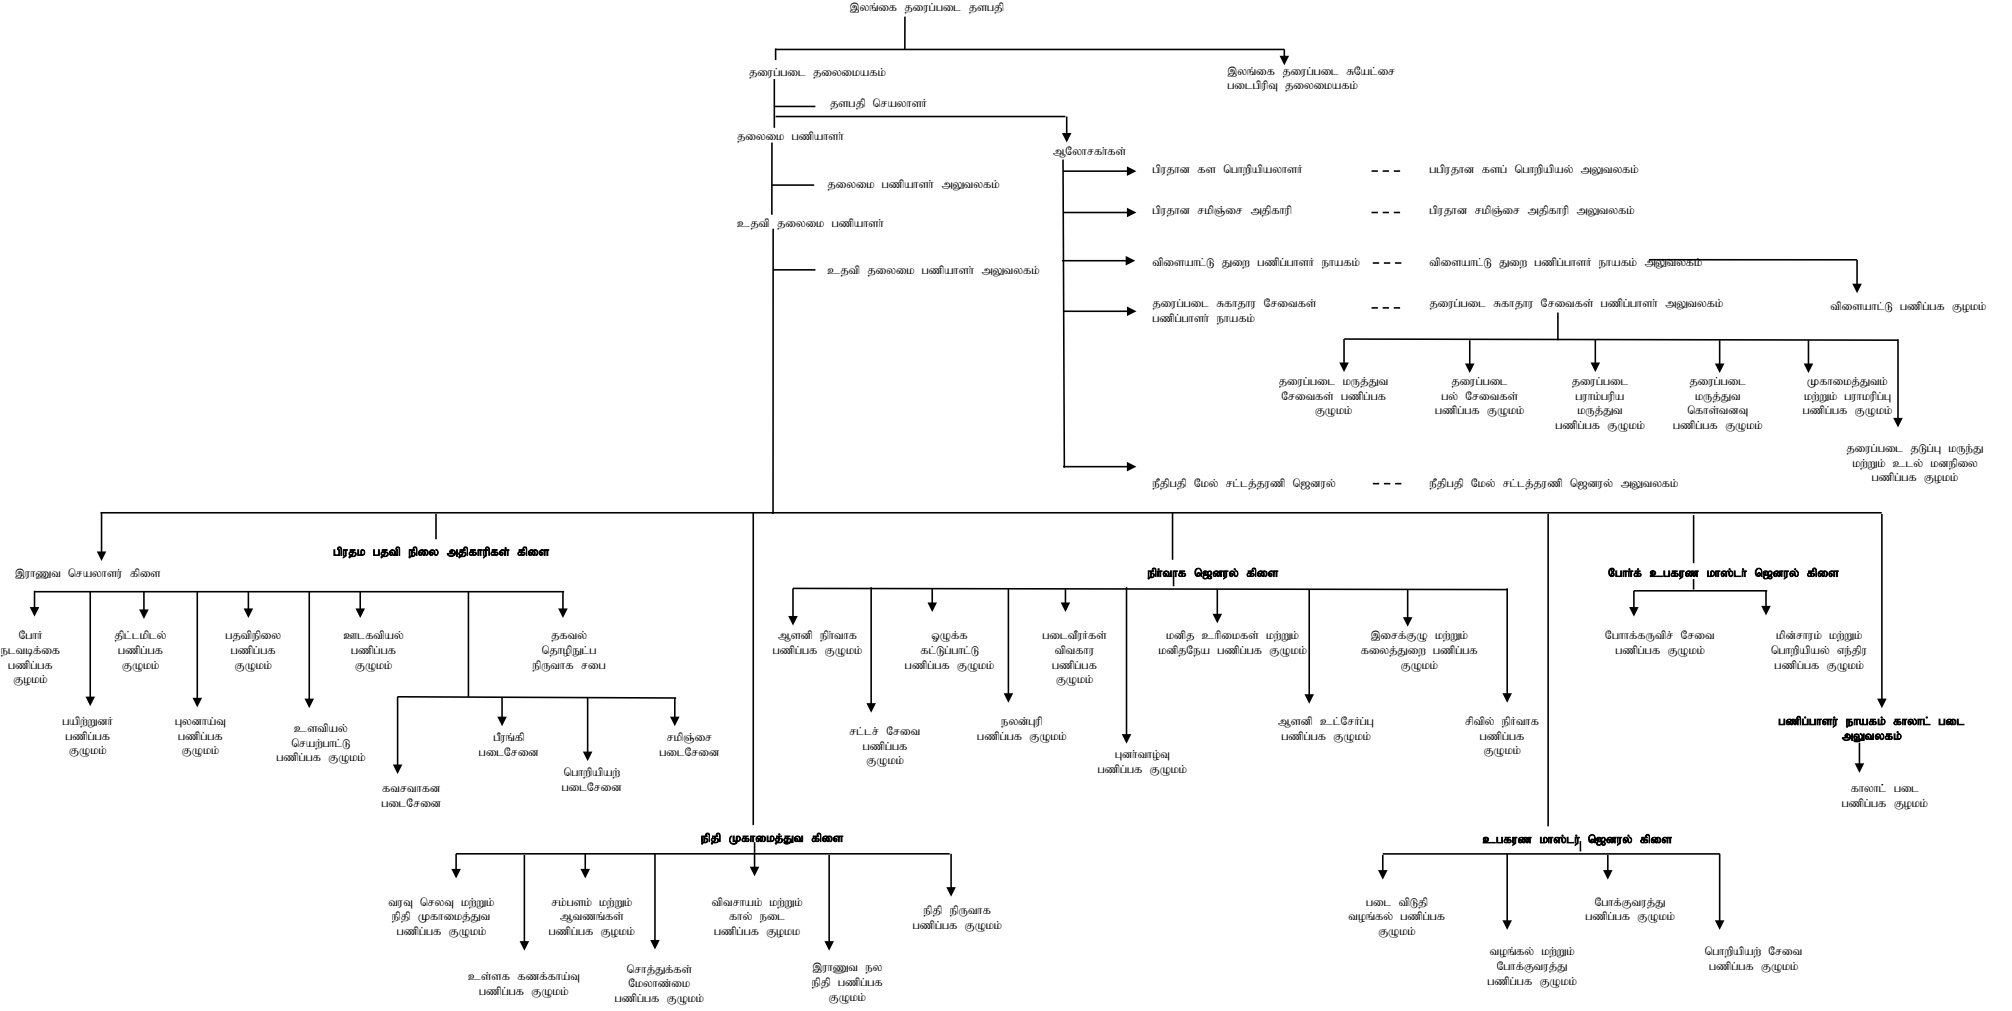 இலங்கை தரைப்படை தளபதி
தரைப்படை தலைமையகம்
இலங்கை தரைப்படை சுயேட்சை
படைபிரிவு தலைமையகம்
தளபதி செயலாளர்
தலைமை பணியாளர்
ஆலோசகர்கள்
பிரதான கள பொறியியலாளர்
பபிரதான களப் பொறியியல் அலுவலகம்
தலைமை பணியாளர் அலுவலகம்
பிரதான சமிஞ்சை அதிகாரி
பிரதான சமிஞ்சை அதிகாரி அலுவலகம்
உதவி தலைமை பணியாளர்
உதவி தலைமை பணியாளர் அலுவலகம்
விளையாட்டு துறை பணிப்பாளர் நாயகம்
விளையாட்டு துறை பணிப்பாளர் நாயகம் அலுவலகம்
விளையாட்டு பணிப்பக குழமம்
தரைப்படை சுகாதார சேவைகள்
பணிப்பாளர் நாயகம்
தரைப்படை சுகாதார சேவைகள் பணிப்பாளர் அலுவலகம்
தரைப்படை மருத்துவ
சேவைகள் பணிப்பக
குழுமம்
தரைப்படை
பல் சேவைகள்
பணிப்பக குழுமம்
தரைப்படை
பராம்பரிய
மருத்துவ
பணிப்பக குழுமம்
தரைப்படை
மருத்துவ
கொள்வனவு
பணிப்பக குழுமம்
முகாமைத்துவம்
மற்றும் பராமரிப்பு
பணிப்பக குழுமம்
தரைப்படை தடுப்பு மருந்து
மற்றும் உடல் மனநிலை
பணிப்பக குழமம்
நீதிபதி மேல் சட்டத்தரணி ஜெனரல்
நீதிபதி மேல் சட்டத்தரணி ஜெனரல் அலுவலகம்
இராணுவ செயலாளர் கிளை
பிரதம பதவி நிலை அதிகாரிகள் கிளை
நிர்வாக ஜெனரல் கிளை
போர்க் உபகரண மாஸ்டர் ஜெனரல் கிளை
போர்
நடவடிக்கை
பணிப்பக
குழமம்
திட்டமிடல்
பணிப்பக
குழுமம்
பதவிநிலை
பணிப்பக
குழுமம்
ஊடகவியல்
பணிப்பக
குழுமம்
தகவல்
தொழிநுட்ப
நிருவாக சபை
ஆளனி நிர்வாக
பணிப்பக குழுமம்
ஒழுக்க
கட்டுப்பாட்டு
பணிப்பக குழுமம்
படைவீரர்கள்
விவகார
பணிப்பக
குழுமம்
மனித உரிமைகள் மற்றும்
மனிதநேய பணிப்பக குழுமம்
இசைக்குழு மற்றும்
கலைத்துறை பணிப்பக
குழுமம்
போக்கருவிச் சேவை
பணிப்பக குழுமம்
மின்சாரம் மற்றும்
பொறியியல் எந்திர
பணிப்பக குழுமம்
பயிற்றுனர்
பணிப்பக
குழுமம்
புலனாய்வு
பணிப்பக
குழுமம்
உளவியல்
செயற்பாட்டு
பணிப்பக குழுமம்
பீரங்கி
படைசேனை
சமிஞ்சை
படைசேனை
பொறியியற்
படைசேனை
கவசவாகன
படைசேனை
சட்டச் சேவை
பணிப்பக
குழுமம்
நலன்புரி
பணிப்பக குழுமம்
புனர்வாழ்வு
பணிப்பக குழுமம்
ஆளனி உட்சேர்ப்பு
பணிப்பக குழுமம்
சிவில் நிர்வாக
பணிப்பக
குழுமம்
பணிப்பாளர் நாயகம் காலாட் படை
அலுவலகம்
காலாட் படை
பணிப்பக குழமம்
நிதி முகாமைத்துவ கிளை
உபகரண மாஸ்டர் ஜெனரல் கிளை
வரவு செலவு மற்றும்
நிதி முகாமைத்துவ
பணிப்பக குழுமம்
சம்பளம் மற்றும்
ஆவணங்கள்
பணிப்பக குழமம்
விவசாயம் மற்றும்
கால் நடை
பணிப்பக குழமம
நிதி நிருவாக
பணிப்பக குழுமம்
உள்ளக கணக்காய்வு
பணிப்பக குழுமம்
சொத்துக்கள்
மேலாண்மை
பணிப்பக குழுமம்
இராணுவ நல
நிதி பணிப்பக
குழுமம்
படை விடுதி
வழங்கல் பணிப்பக
குழுமம்
போக்குவரத்து
பணிப்பக குழுமம்
வழங்கல் மற்றும்
போக்குவரத்து
பணிப்பக குழுமம்
பொறியியற் சேவை
பணிப்பக குழுமம்